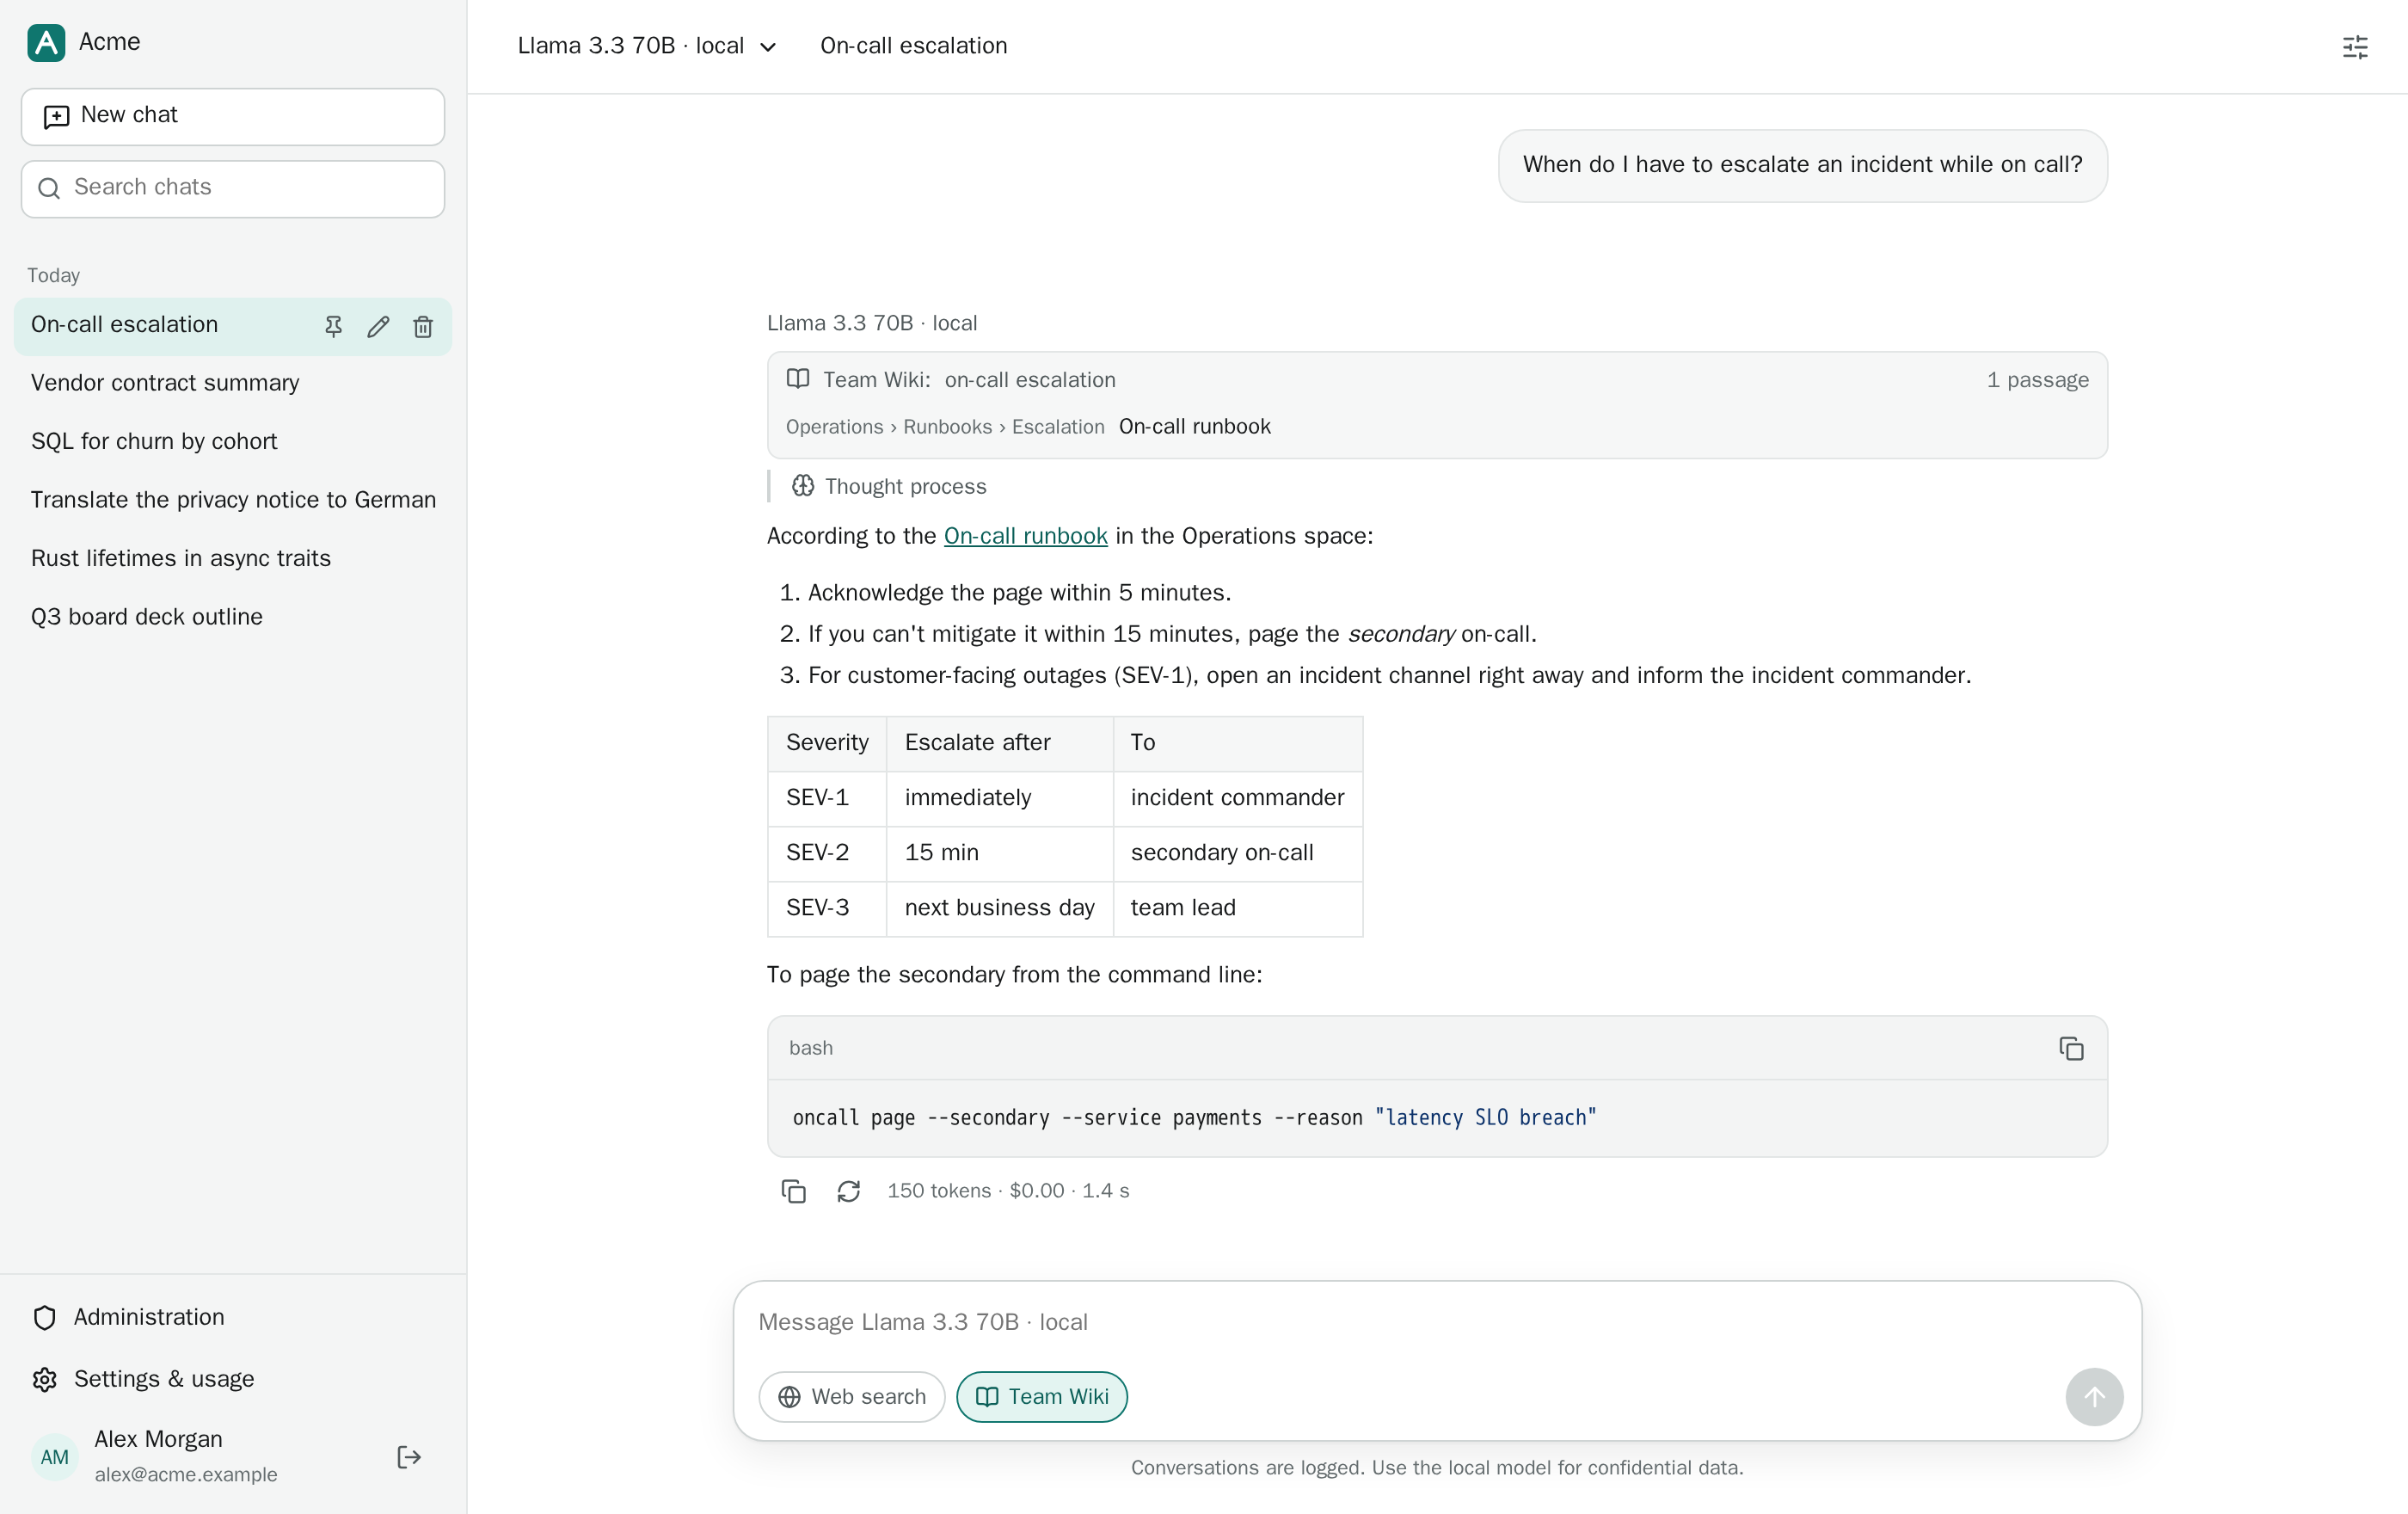 Acme
New chat
Search chats
Today
On-call escalation
Vendor contract summary
SQL for churn by cohort
Translate the privacy notice to German
Rust lifetimes in async traits
Q3 board deck outline
Administration
Settings & usage
AM
Alex Morgan
alex@acme.example
Llama 3.3 70B · local
On-call escalation
When do I have to escalate an incident while on call?
Llama 3.3 70B · local
Team Wiki: on-call escalation
1 passage
Operations › Runbooks › Escalation On-call runbook
Thought process
According to the On-call runbook in the Operations space:
1. Acknowledge the page within 5 minutes.
2. If you can't mitigate it within 15 minutes, page the secondary on-call.
3. For customer-facing outages (SEV-1), open an incident channel right away and inform the incident commander.
Severity Escalate after To
SEV-1 immediately incident commander
SEV-2 15 min secondary on-call
SEV-3 next business day team lead
To page the secondary from the command line:
bash
oncall page --secondary --service payments --reason "latency SLO breach"
150 tokens · $0.00 · 1.4 s
Message Llama 3.3 70B · local
Web search
Team Wiki
Conversations are logged. Use the local model for confidential data.